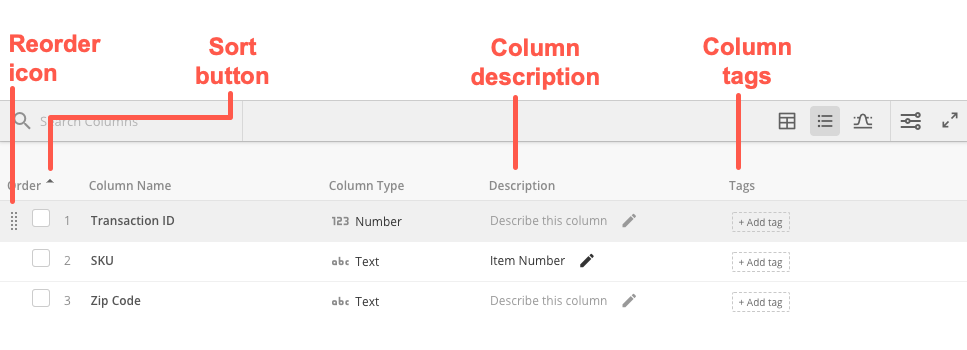 Reorder
icon
Sort
button
Column
description
Column
tags
Search Columns
Order Column Name Column Type Description Tags
1 Transaction ID 123 Number Describe this column + Add tag
2 SKU abc Text Item Number + Add tag
3 Zip Code abc Text Describe this column + Add tag